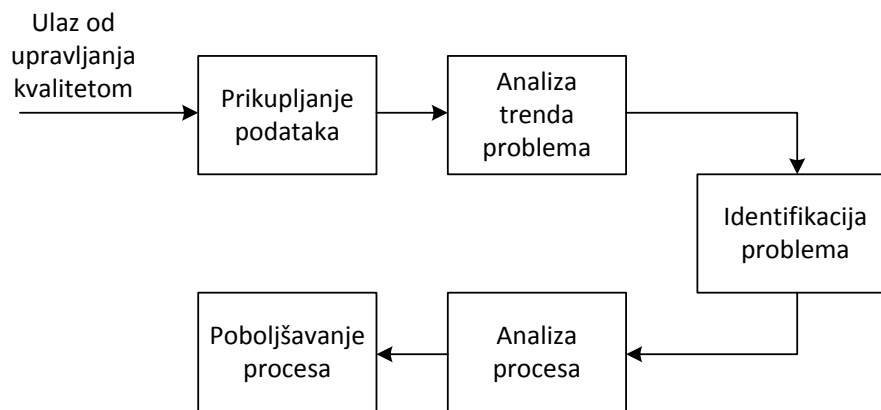 Ulaz od
upravljanja
kvalitetom
Prikupljanje
podataka
Analiza
trenda
problema
Identifikacija
problema
Analiza
procesa
Poboljšavanje
procesa